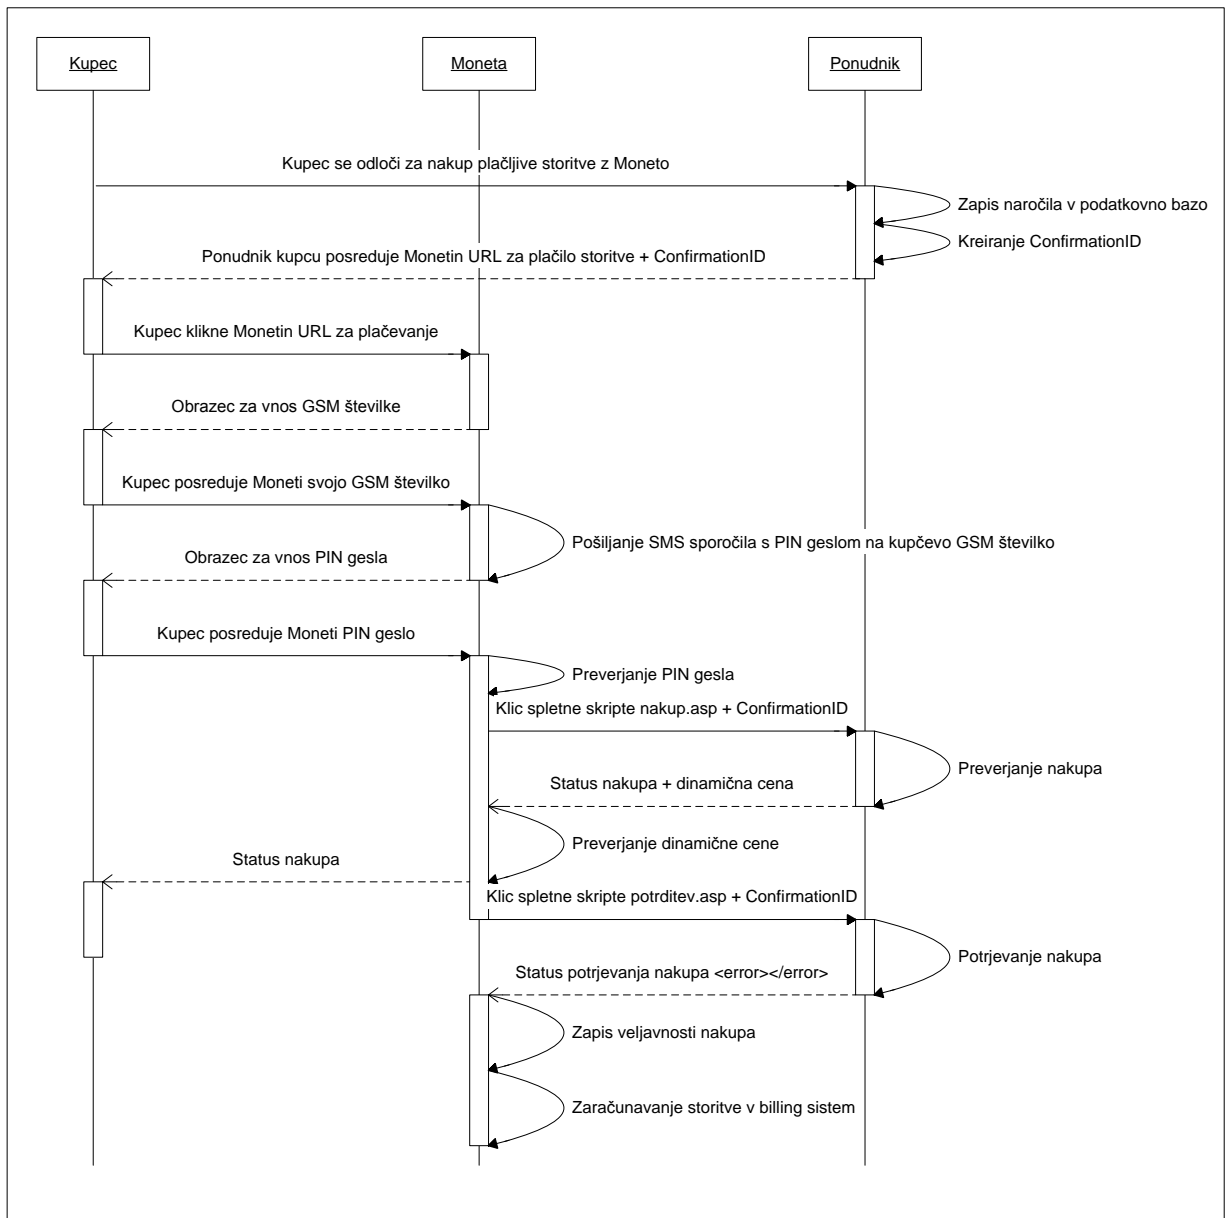 Kupec
Moneta
Ponudnik
Kupec se odloči za nakup plačljive storitve z Moneto
Zapis naročila v podatkovno bazo
Kreiranje ConfirmationID
Ponudnik kupcu posreduje Monetin URL za plačilo storitve + ConfirmationID
Kupec klikne Monetin URL za plačevanje
Obrazec za vnos GSM številke
Kupec posreduje Moneti svojo GSM številko
Pošiljanje SMS sporočila s PIN geslom na kupčevo GSM številko
Obrazec za vnos PIN gesla
Kupec posreduje Moneti PIN geslo
Preverjanje PIN gesla
Klic spletne skripte nakup.asp + ConfirmationID
Preverjanje nakupa
Status nakupa + dinamična cena
Preverjanje dinamične cene
Status nakupa
Klic spletne skripte potrditev.asp + ConfirmationID
Potrjevanje nakupa
Status potrjevanja nakupa <error></error>
Zapis veljavnosti nakupa
Zaračunavanje storitve v billing sistem